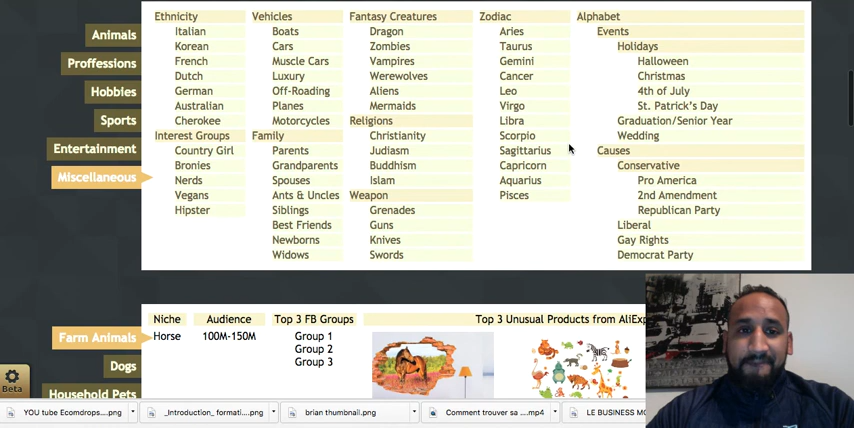 Animals
Proffessions
Hobbies
Sports
Entertainment
Miscellaneous
Ethnicity
Italian
Korean
French
Dutch
German
Australian
Cherokee
Interest Groups
Country Girl
Bronies
Nerds
Vegans
Hipster
Vehicles
Boats
Cars
Muscle Cars
Luxury
Off-Roading
Planes
Motorcycles
Family
Parents
Grandparents
Spouses
Ants & Uncles
Siblings
Best Friends
Newborns
Widows
Fantasy Creatures
Dragon
Zombies
Vampires
Werewolves
Aliens
Mermaids
Religions
Christianity
Judiasm
Buddhism
Islam
Weapon
Grenades
Guns
Knives
Swords
Zodiac
Aries
Taurus
Gemini
Cancer
Leo
Virgo
Libra
Scorpio
Sagittarius
Capricorn
Aquarius
Pisces
Alphabet
Events
Holidays
Halloween
Christmas
4th of July
St. Patrick's Day
Graduation/Senior Year
Wedding
Causes
Conservative
Pro America
2nd Amendment
Republican Party
Liberal
Gay Rights
Democrat Party
Farm Animals
Dogs
Household Pets
Niche Audience Top 3 FB Groups Top 3 Unusual Products from AliExp
Horse 100M-150M Group 1
Group 2
Group 3
Beta
YOU tube Ecomdrops....png _Introduction_ formati....png brian thumbnail.png Comment trouver sa ....mp4 LE BUSINESS MO